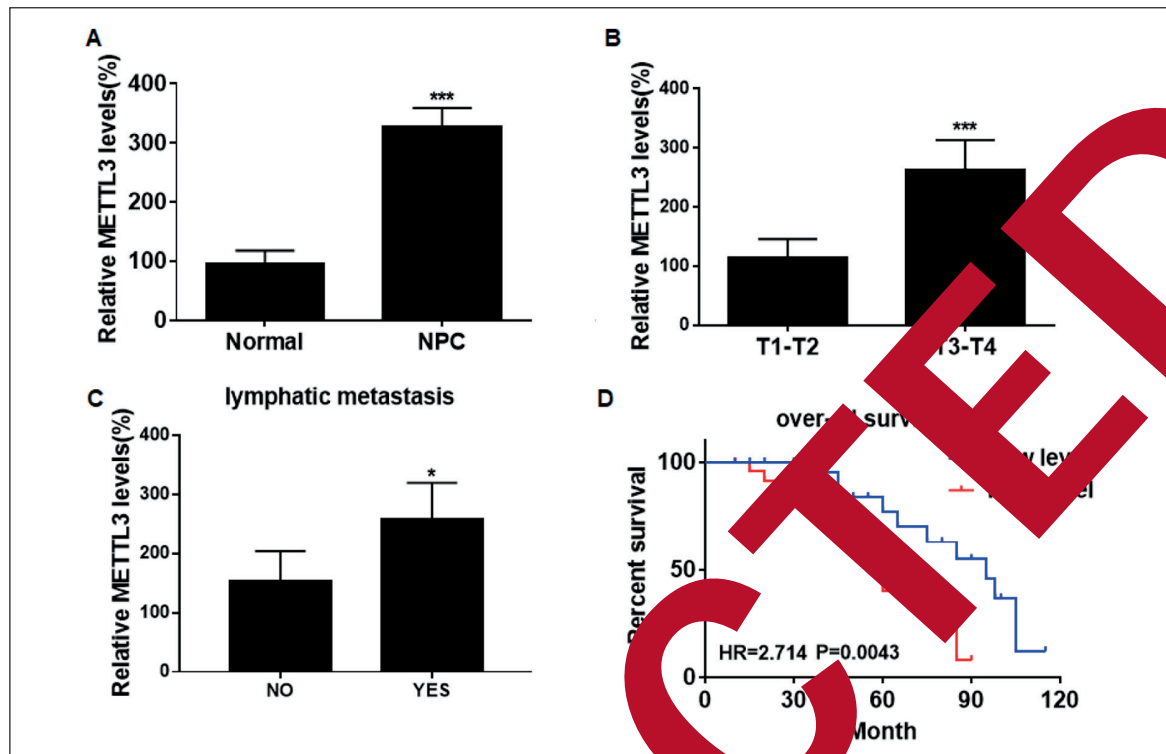 A
Relative METTL3 levels(%)
400
300
200
100
0
***
Normal
NPC
B
Relative METTL3 levels(%)
400
300
200
100
0
***
T1-T2
T3-T4
C
lymphatic metastasis
Relative METTL3 levels(%)
400
300
200
100
0
*
NO
YES
D
Percent survival
100
50
0
HR=2.714 P=0.0043
0
30
60
90
120
Month
CTED